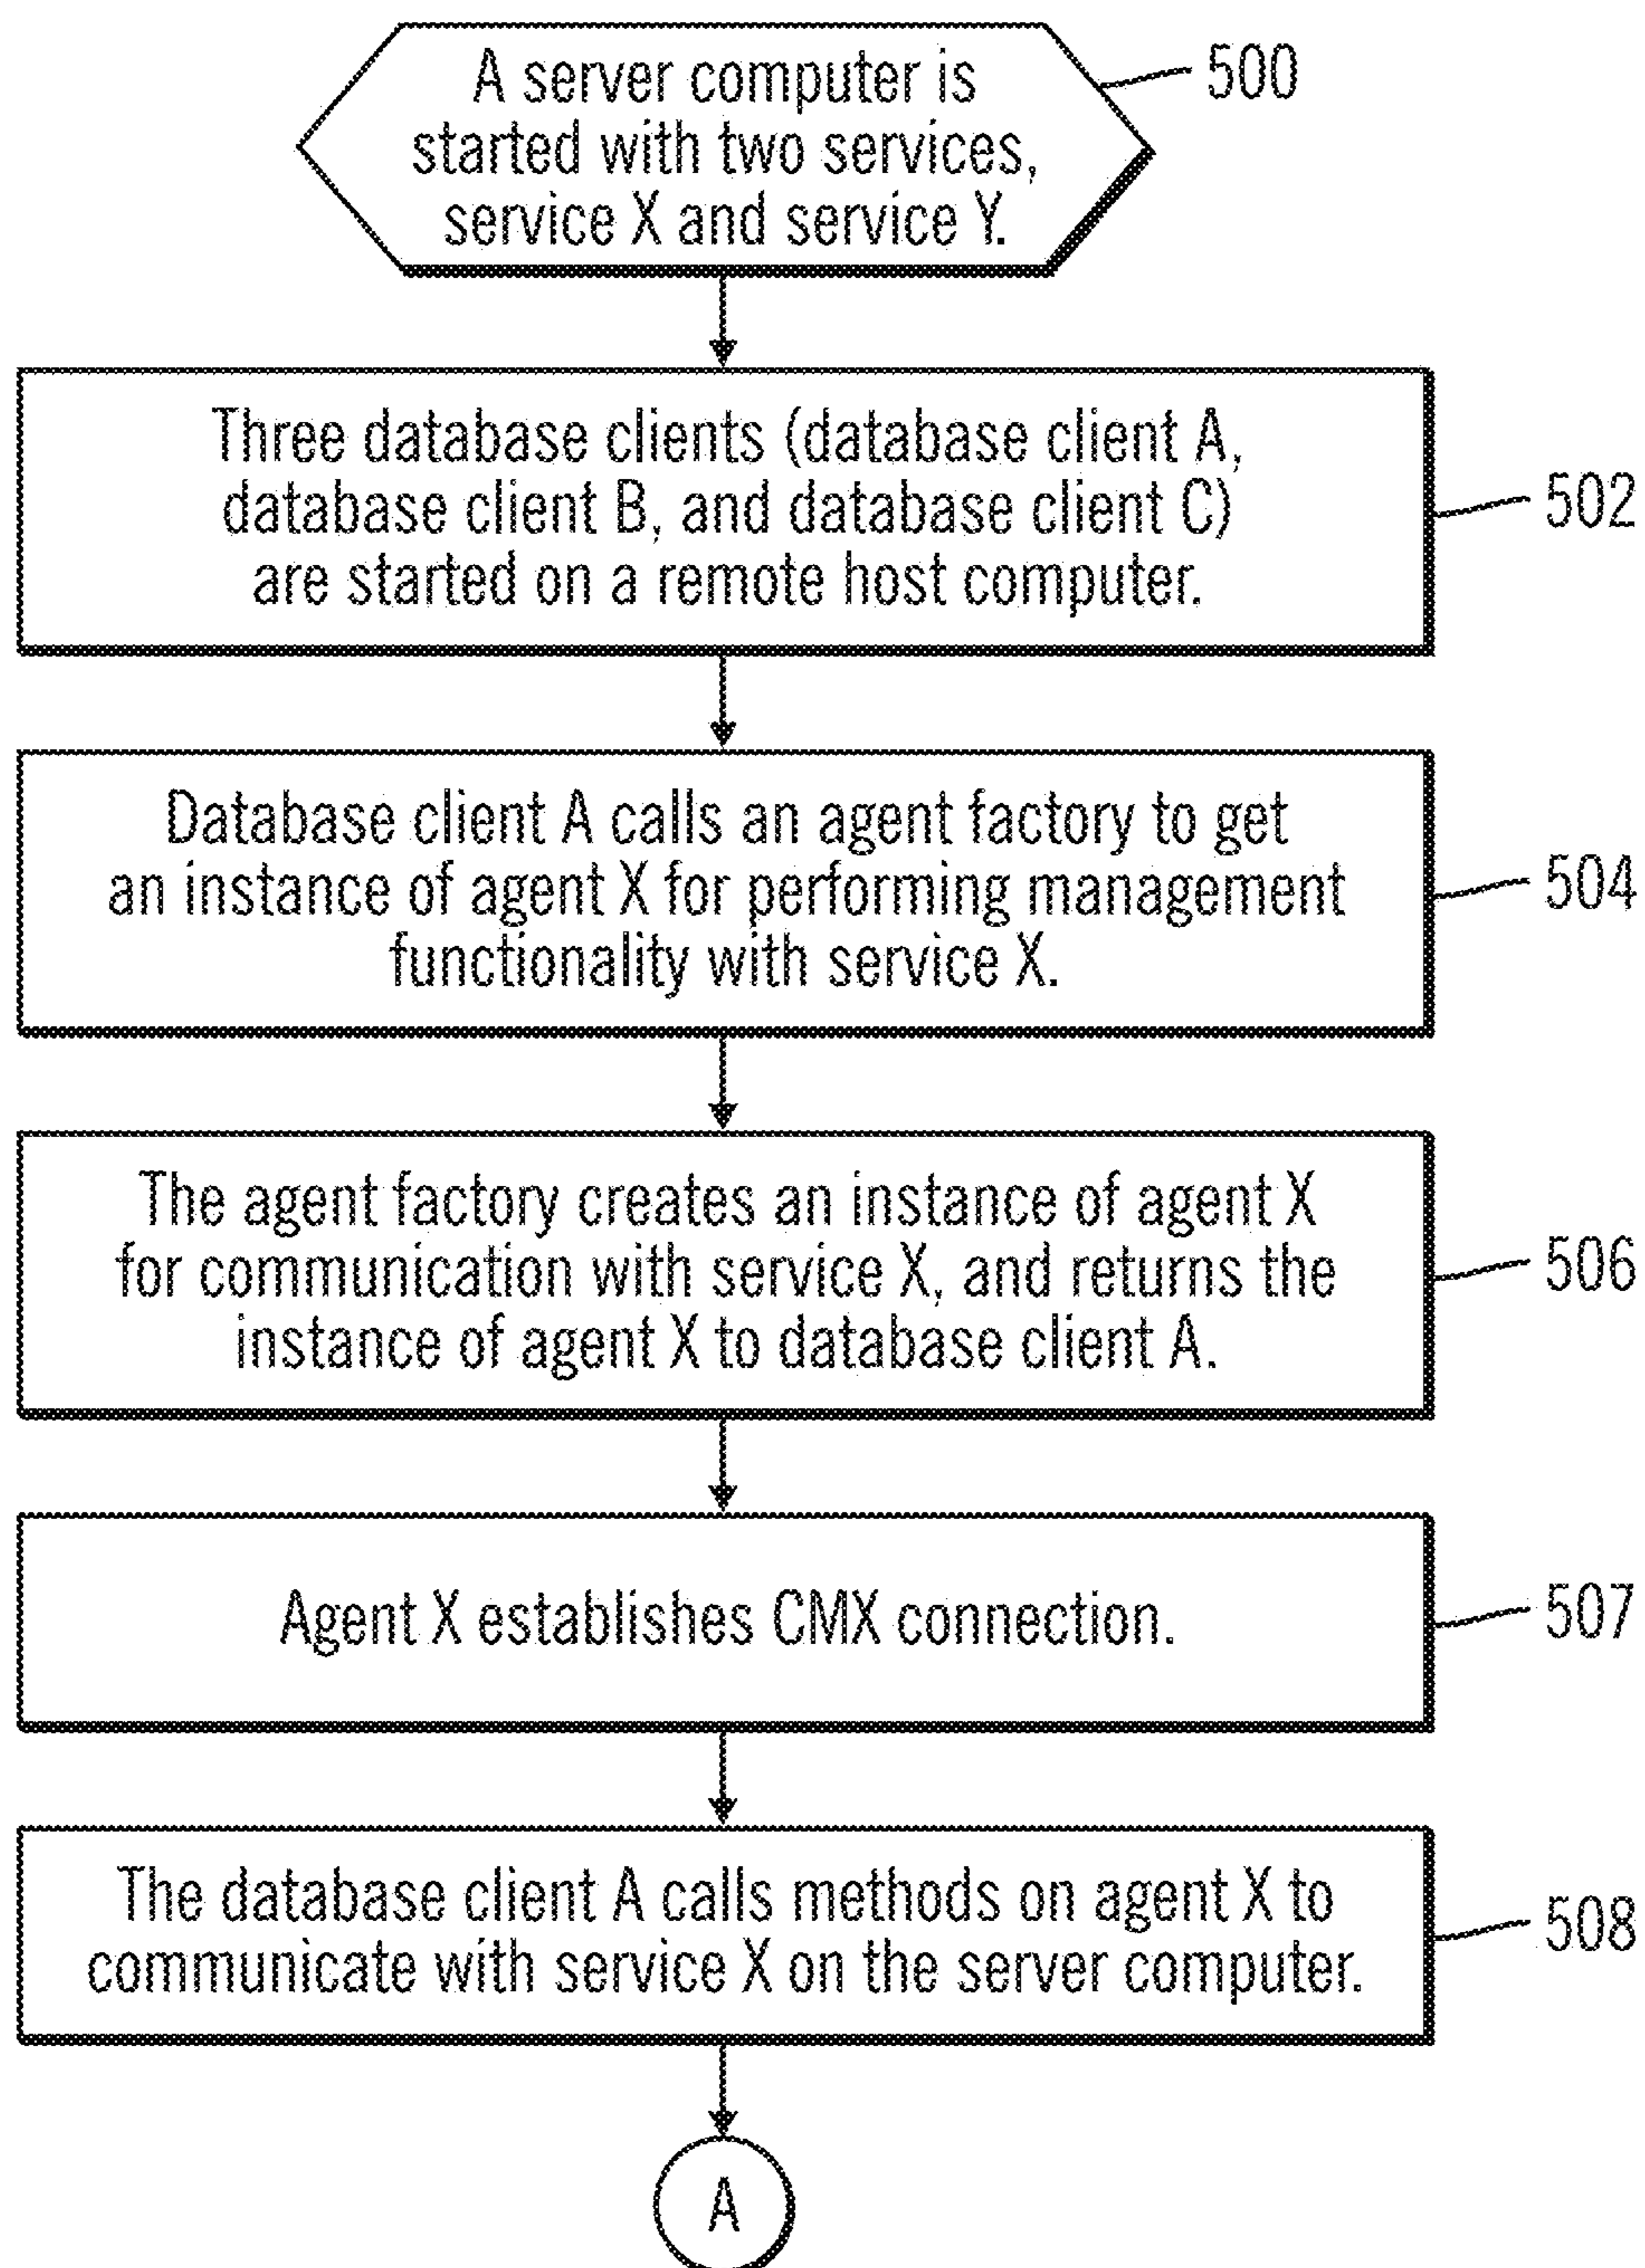 A server computer is
started with two services,
service X and service Y.
500
Three database clients (database client A,
database client B, and database client C)
are started on a remote host computer.
502
Database client A calls an agent factory to get
an instance of agent X for performing management
functionality with service X.
504
The agent factory creates an instance of agent X
for communication with service X, and returns the
instance of agent X to database client A.
506
Agent X establishes CMX connection.
507
The database client A calls methods on agent X to
communicate with service X on the server computer.
508
A